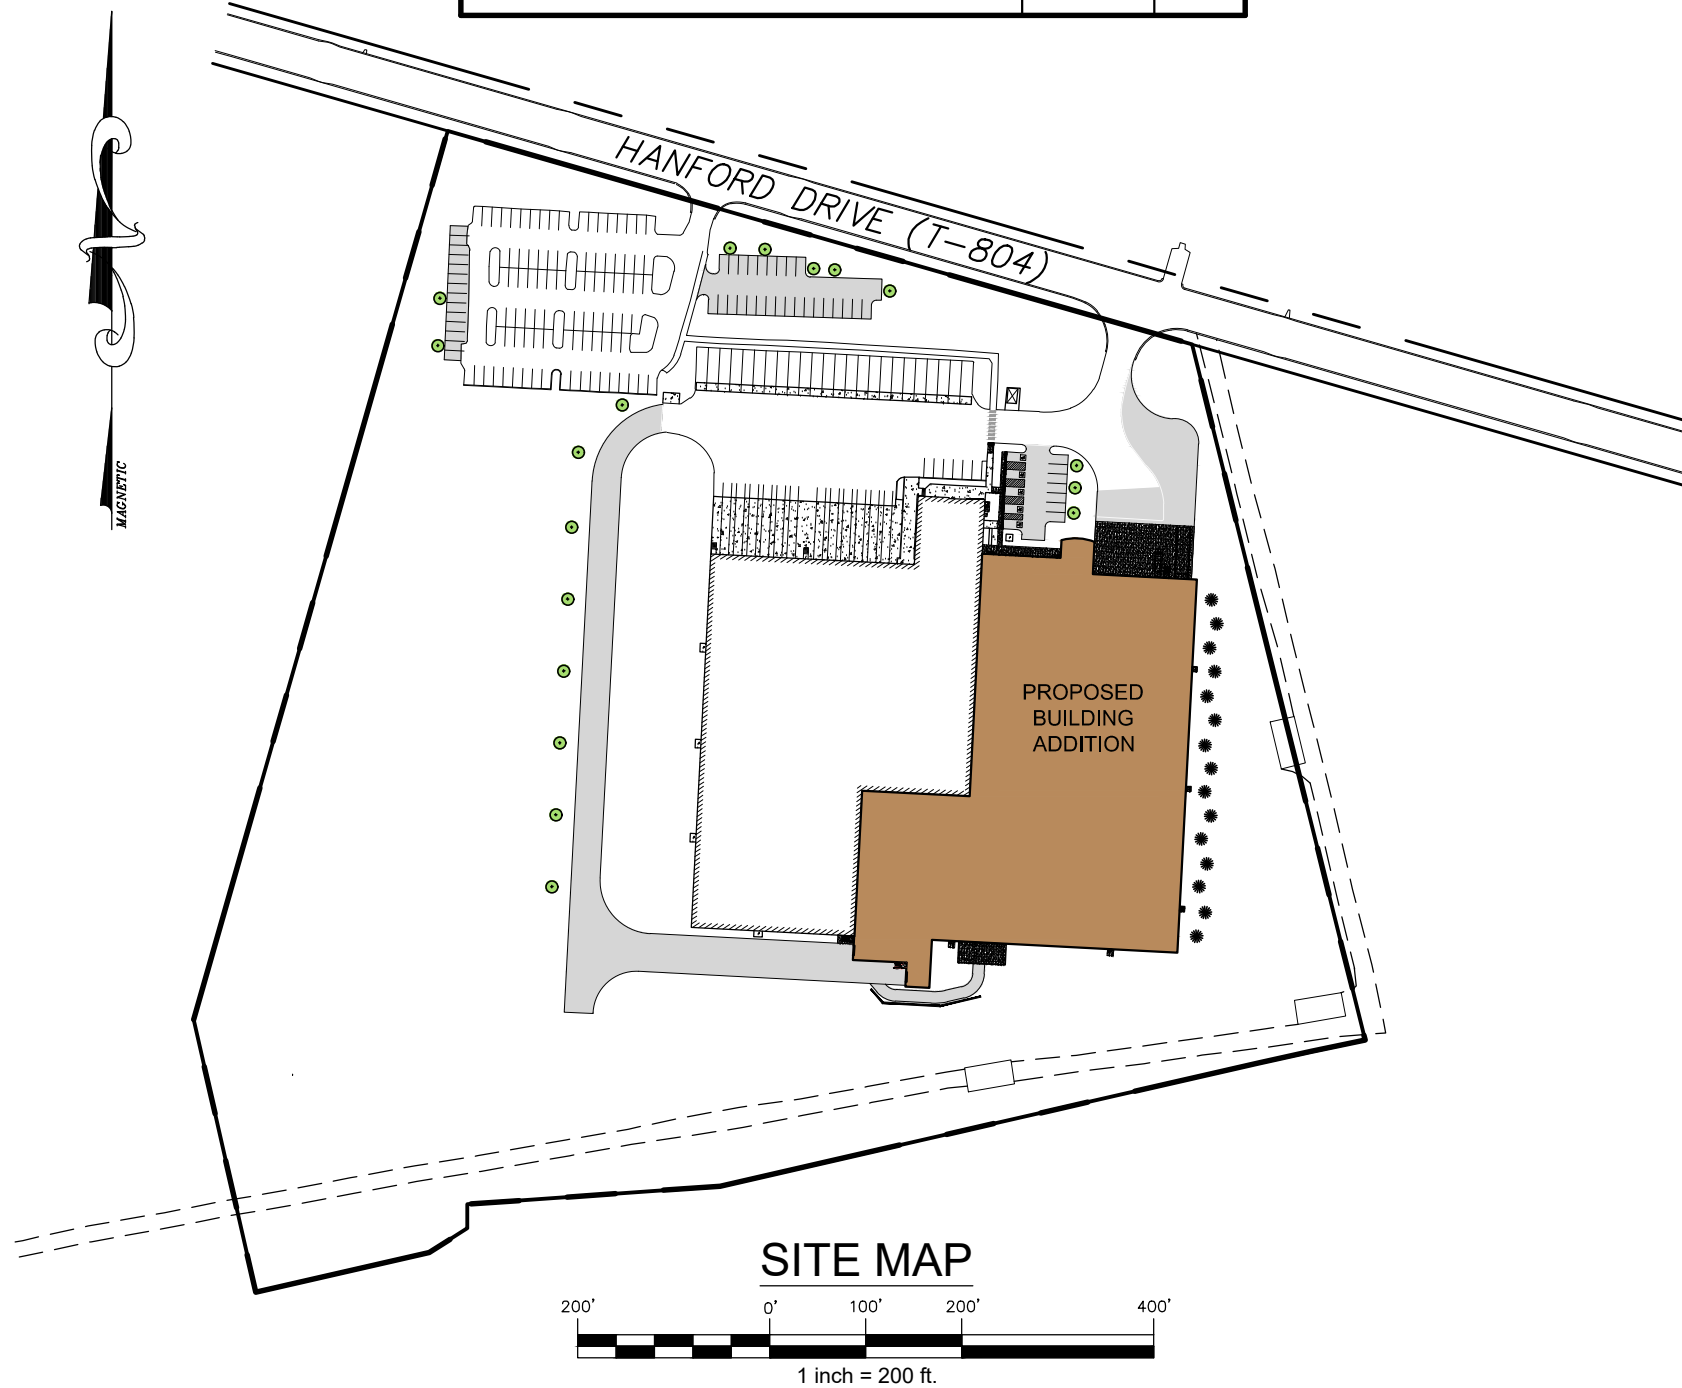 HANFORD DRIVE (T-804)
MAGNETIC
PROPOSED
BUILDING
ADDITION
SITE MAP
200' 0' 100' 200' 400'
1 inch = 200 ft.